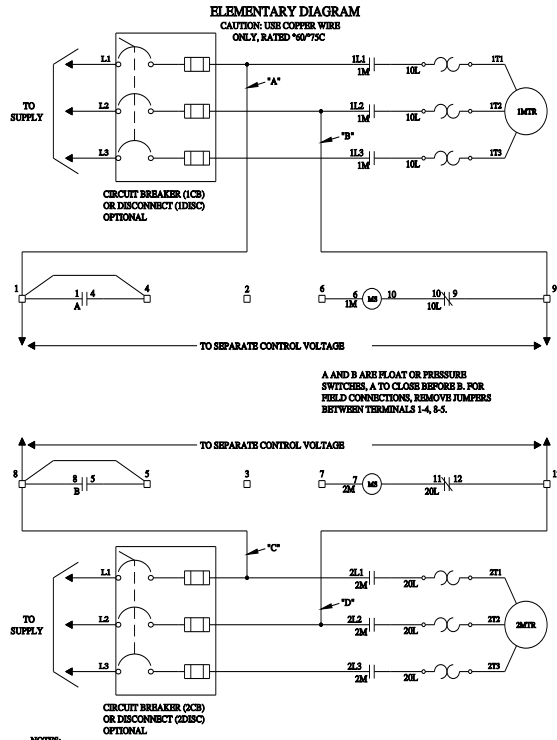 ELEMENTARY DIAGRAM
CAUTION: USE COPPER WIRE
ONLY, RATED °60/°75C
L1
1L1
1M
10L
1T1
"A"
TO
SUPPLY
L2
1L2
1M
10L
1T2
1MTR
"B"
L3
1L3
1M
10L
1T3
CIRCUIT BREAKER (1CB)
OR DISCONNECT (1DISC)
OPTIONAL
1
1 4
A
4
2
6
6
1M
MS
10
10 9
10L
9
TO SEPARATE CONTROL VOLTAGE
A AND B ARE FLOAT OR PRESSURE
SWITCHES, A TO CLOSE BEFORE B. FOR
FIELD CONNECTIONS, REMOVE JUMPERS
BETWEEN TERMINALS 1-4, 8-5.
TO SEPARATE CONTROL VOLTAGE
8
8 5
B
5
3
7
7
2M
MS
11 12
20L
1
"C"
L1
2L1
2M
20L
2T1
"D"
TO
SUPPLY
L2
2L2
2M
20L
2T2
2MTR
L3
2L3
2M
20L
2T3
CIRCUIT BREAKER (2CB)
OR DISCONNECT (2DISC)
OPTIONAL
NOTES: